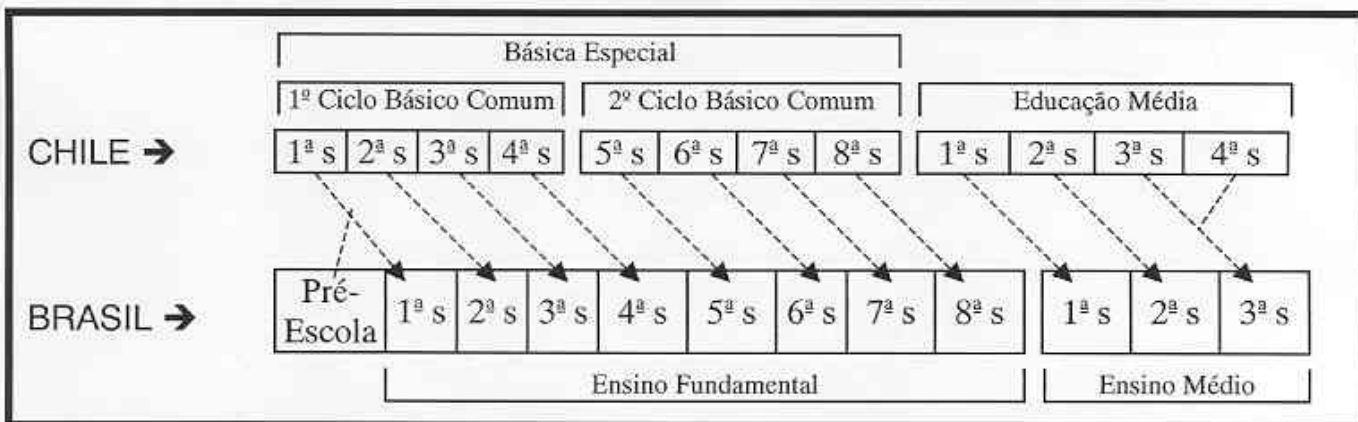 Básica Especial
1º Ciclo Básico Comum 2º Ciclo Básico Comum Educação Média
CHILE ➔ 1ª s 2ª s 3ª s 4ª s 5ª s 6ª s 7ª s 8ª s 1ª s 2ª s 3ª s 4ª s
BRASIL ➔ Pré-
Escola 1ª s 2ª s 3ª s 4ª s 5ª s 6ª s 7ª s 8ª s 1ª s 2ª s 3ª s
Ensino Fundamental Ensino Médio